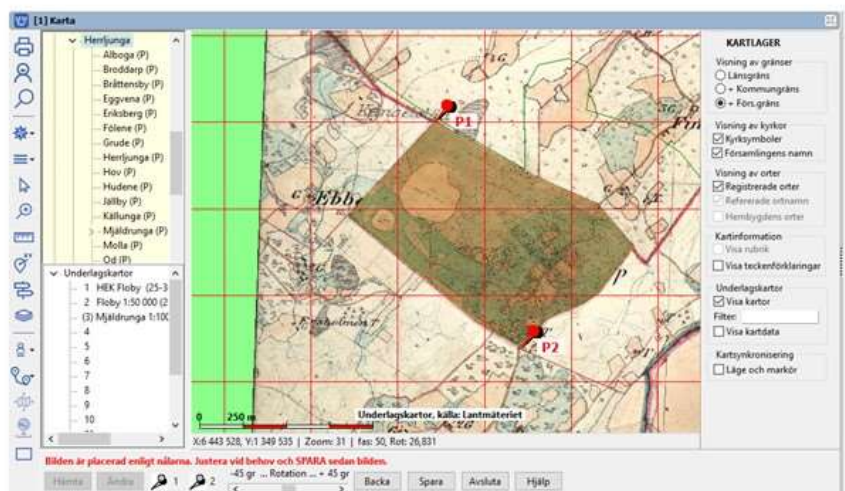 [1] Karta
Herrljunga
Alboga (P)
Broddarp (P)
Bråttensby (P)
Eggvena (P)
Eriksberg (P)
Fölene (P)
Grude (P)
Herrljunga (P)
Hov (P)
Hudene (P)
Jällby (P)
Källunga (P)
Mjäldrunga (P)
Molla (P)
Od (P)
Underlagskartor
1 HEK Floby (25-3
2 Floby 1:50 000 (2
(3) Mjäldrunga 1:100
4
5
6
7
8
9
10
P1
Ebbe
P2
0 250 m
Underlagskartor, källa: Lantmäteriet
X:6 443 528, Y:1 349 535 | Zoom: 31 | fas: 50, Rot: 26,831
KARTLAGER
Visning av gränser
Länsgräns
+ Kommungräns
+ Förs.gräns
Visning av kyrkor
Kyrksymboler
Församlingens namn
Visning av orter
Registrerade orter
Refererade ortnamn
Hembygdens orter
Kartinformation
Visa rubrik
Visa teckenförklaringar
Underlagskartor
Visa kartor
Filter:
Visa kartdata
Kartsynkronisering
Läge och markör
Bilden är placerad enligt nålarna. Justera vid behov och SPARA sedan bilden.
Hämta Ändra 1 2 -45 gr ... Rotation ... + 45 gr Backa Spara Avsluta Hjälp